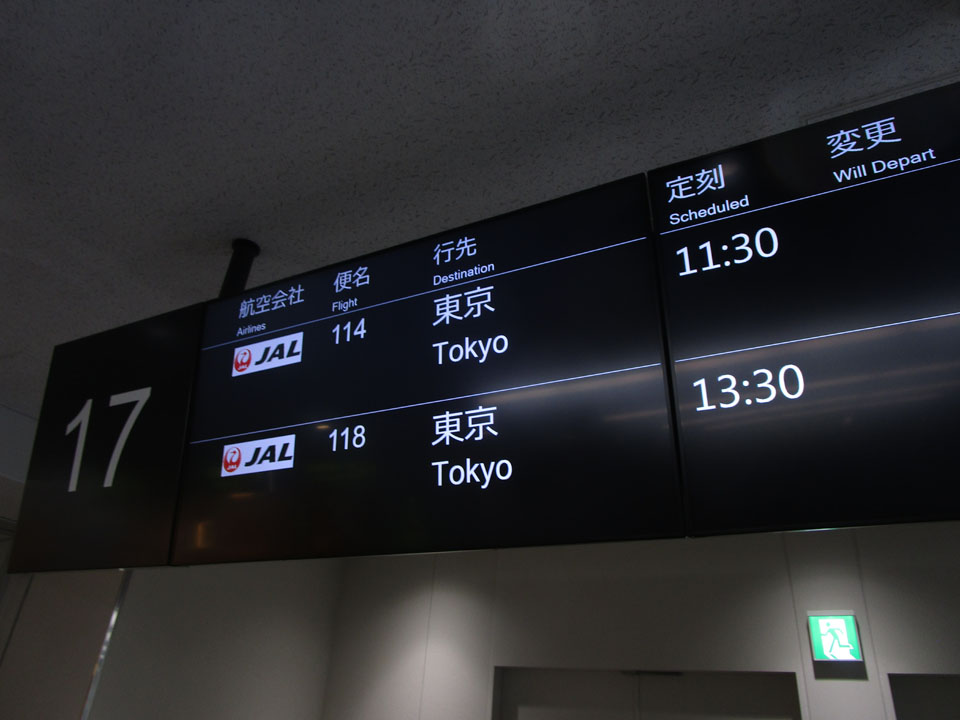 17
航空会社 便名 行先 定刻 変更
Airlines Flight Destination Scheduled Will Depart
JAL 114 東京 11:30
Tokyo
JAL 118 東京 13:30
Tokyo